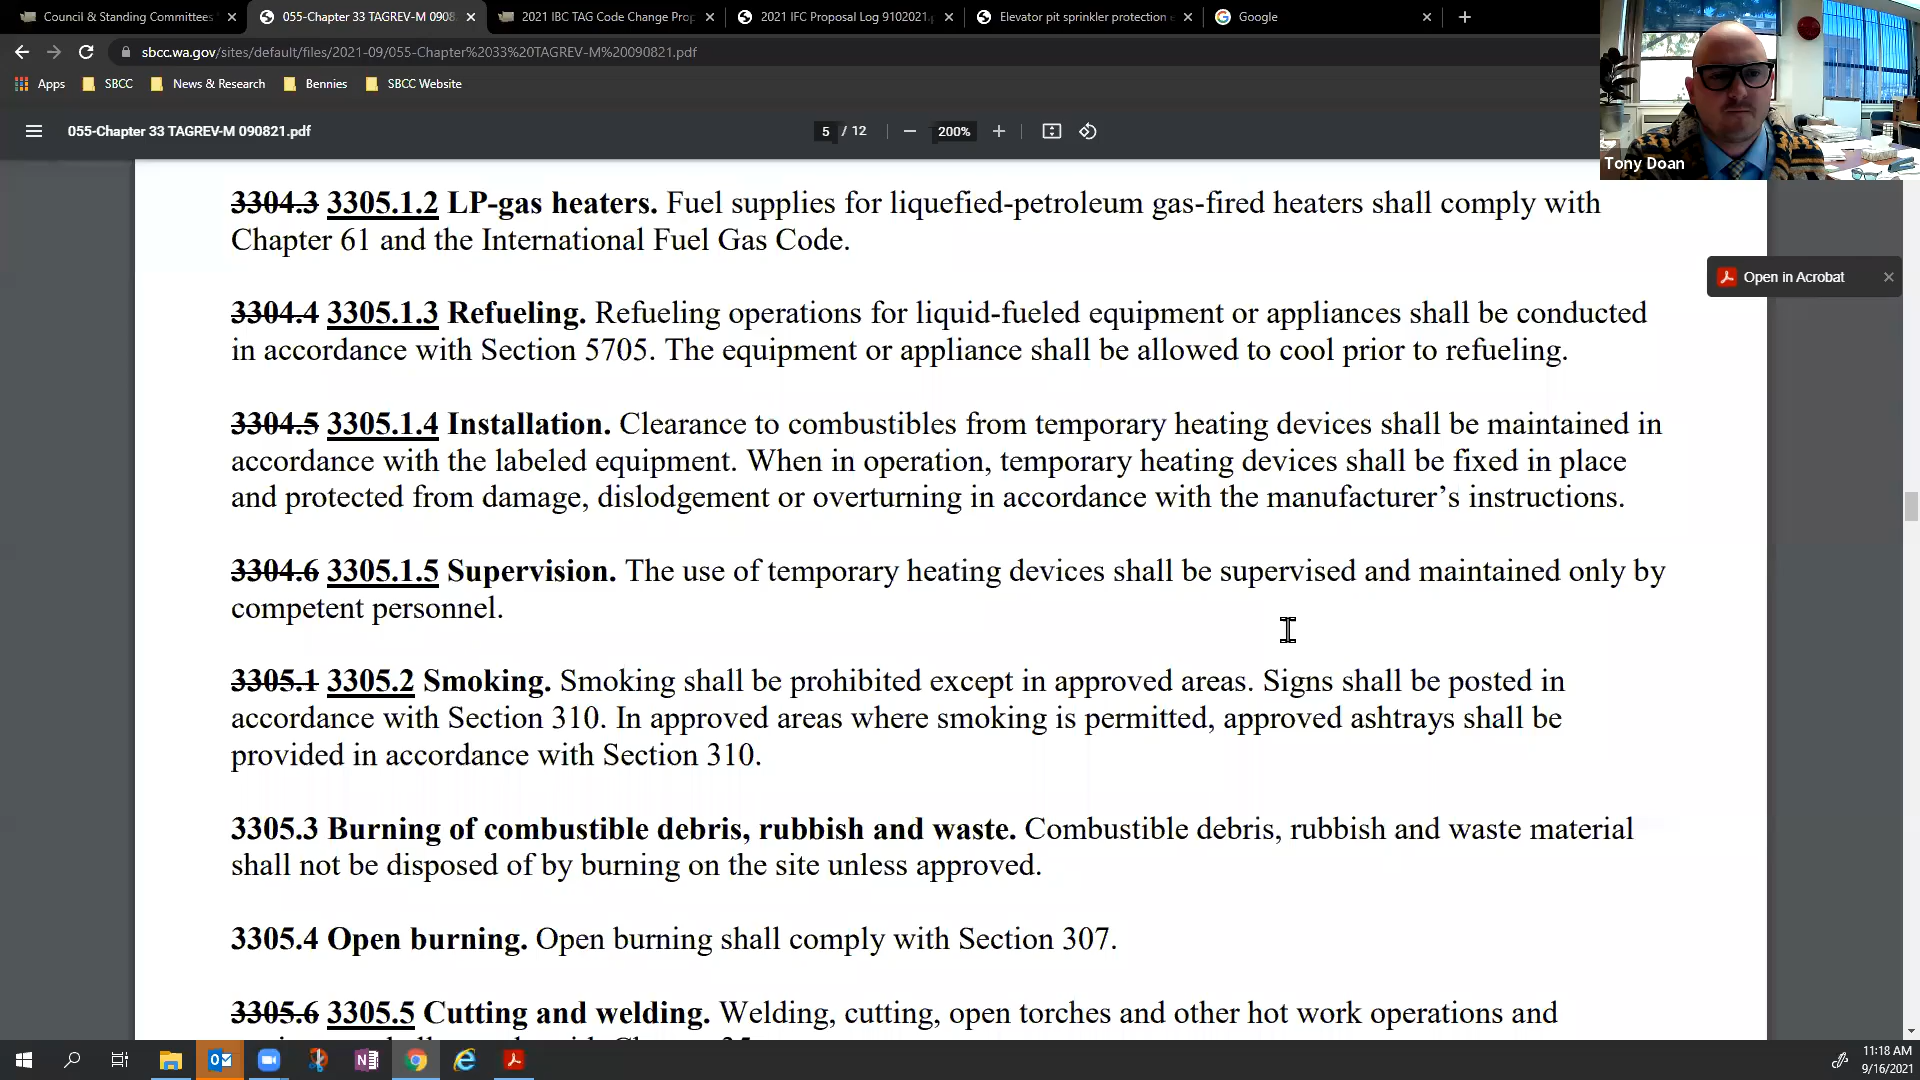 Council & Standing Committees
055-Chapter 33 TAGREV-M 0908
2021 IBC TAG Code Change Prop
2021 IFC Proposal Log 9102021.p
Elevator pit sprinkler protection e
Google
sbcc.wa.gov/sites/default/files/2021-09/055-Chapter%2033%20TAGREV-M%20090821.pdf
Apps
SBCC
News & Research
Bennies
SBCC Website
055-Chapter 33 TAGREV-M 090821.pdf
5 / 12
200%
Tony Doan
Open in Acrobat
3304.3 3305.1.2 LP-gas heaters. Fuel supplies for liquefied-petroleum gas-fired heaters shall comply with
Chapter 61 and the International Fuel Gas Code.
3304.4 3305.1.3 Refueling. Refueling operations for liquid-fueled equipment or appliances shall be conducted
in accordance with Section 5705. The equipment or appliance shall be allowed to cool prior to refueling.
3304.5 3305.1.4 Installation. Clearance to combustibles from temporary heating devices shall be maintained in
accordance with the labeled equipment. When in operation, temporary heating devices shall be fixed in place
and protected from damage, dislodgement or overturning in accordance with the manufacturer’s instructions.
3304.6 3305.1.5 Supervision. The use of temporary heating devices shall be supervised and maintained only by
competent personnel.
3305.1 3305.2 Smoking. Smoking shall be prohibited except in approved areas. Signs shall be posted in
accordance with Section 310. In approved areas where smoking is permitted, approved ashtrays shall be
provided in accordance with Section 310.
3305.3 Burning of combustible debris, rubbish and waste. Combustible debris, rubbish and waste material
shall not be disposed of by burning on the site unless approved.
3305.4 Open burning. Open burning shall comply with Section 307.
3305.6 3305.5 Cutting and welding. Welding, cutting, open torches and other hot work operations and
11:18 AM
9/16/2021